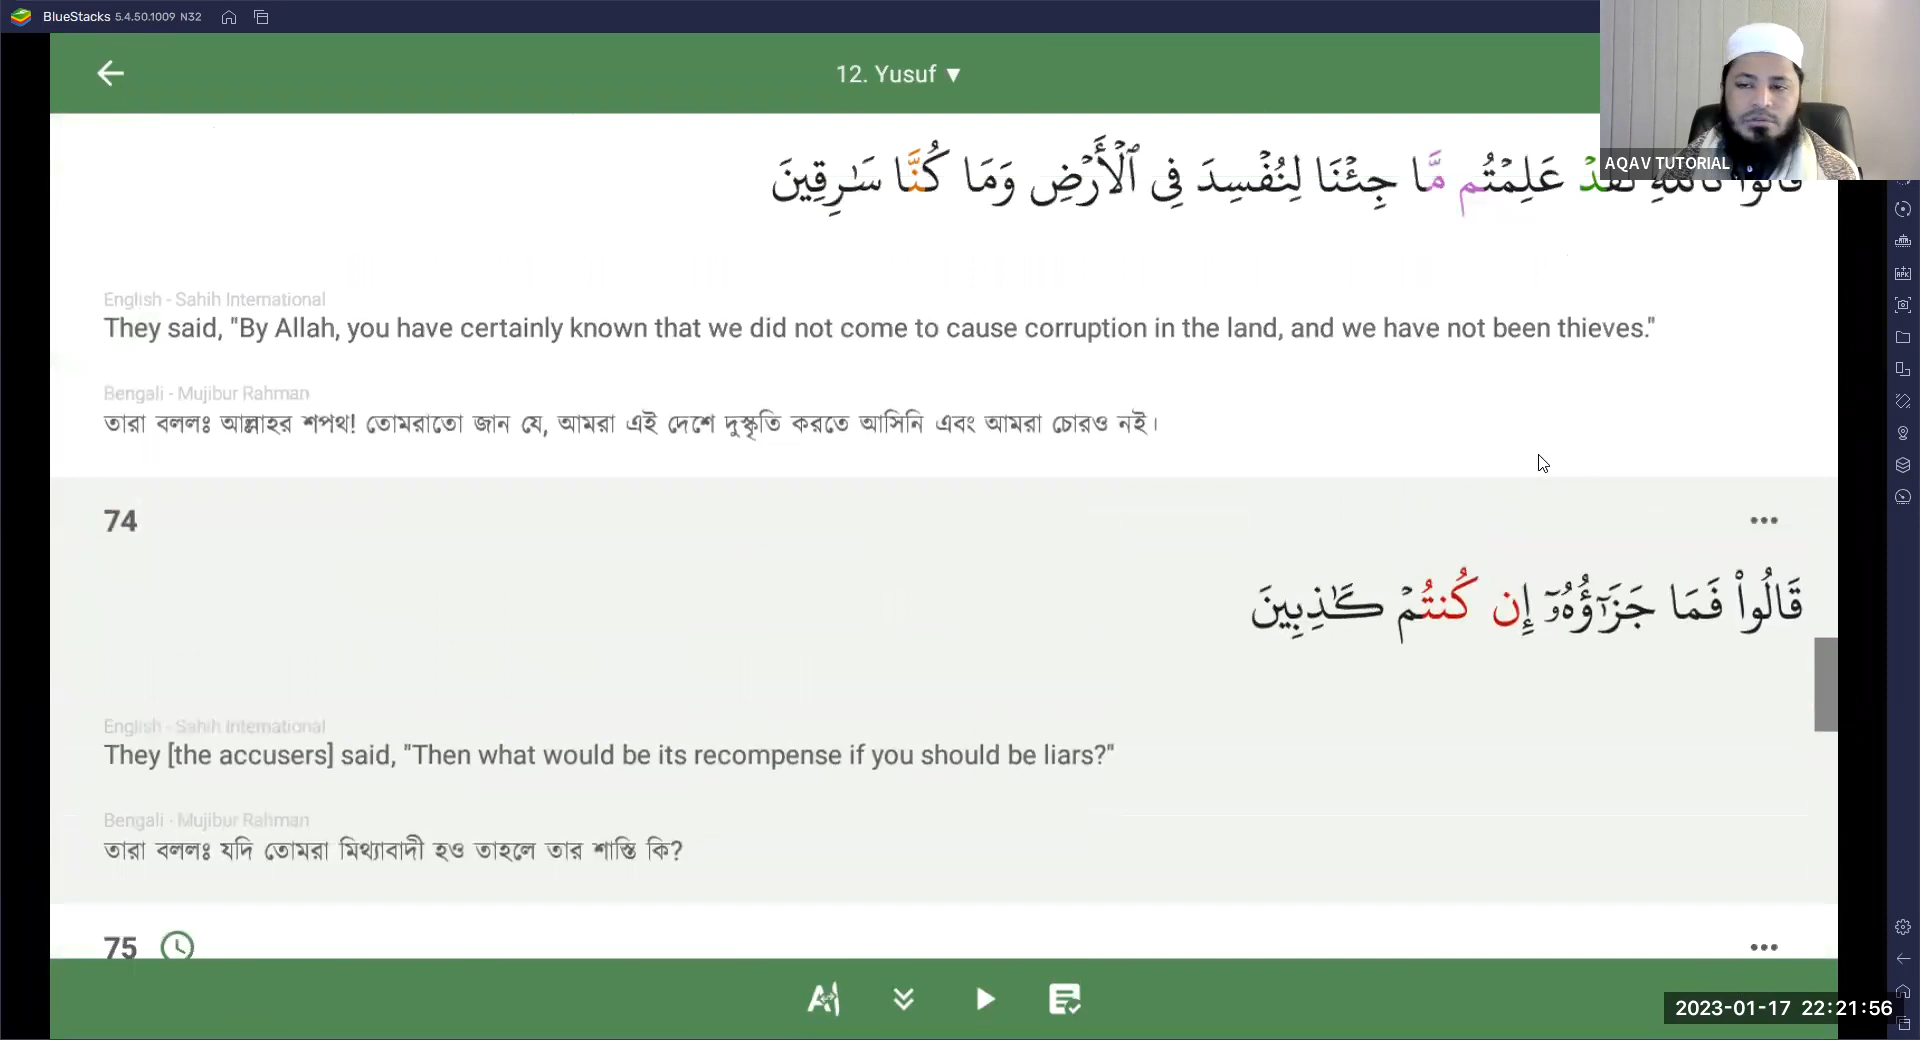 BlueStacks 5.4.50.1009 N32
12. Yusuf ▼
AQAV TUTORIAL
عَلِمْتُم مَّا جِئْنَا لِنُفْسِدَ فِى ٱلْأَرْضِ وَمَا كُنَّا سَـٰرِقِينَ
English - Sahih International
They said, "By Allah, you have certainly known that we did not come to cause corruption in the land, and we have not been thieves."
Bengali - Mujibur Rahman
তারা বললঃ আল্লাহর শপথ! তোমরাতো জান যে, আমরা এই দেশে দুস্কৃতি করতে আসিনি এবং আমরা চোরও নই।
74
قَالُوا۟ فَمَا جَزَٰٓؤُهُۥٓ إِن كُنتُمْ كَـٰذِبِينَ
English - Sahih International
They [the accusers] said, "Then what would be its recompense if you should be liars?"
Bengali - Mujibur Rahman
তারা বললঃ যদি তোমরা মিথ্যাবাদী হও তাহলে তার শাস্তি কি?
75
2023-01-17 22:21:56